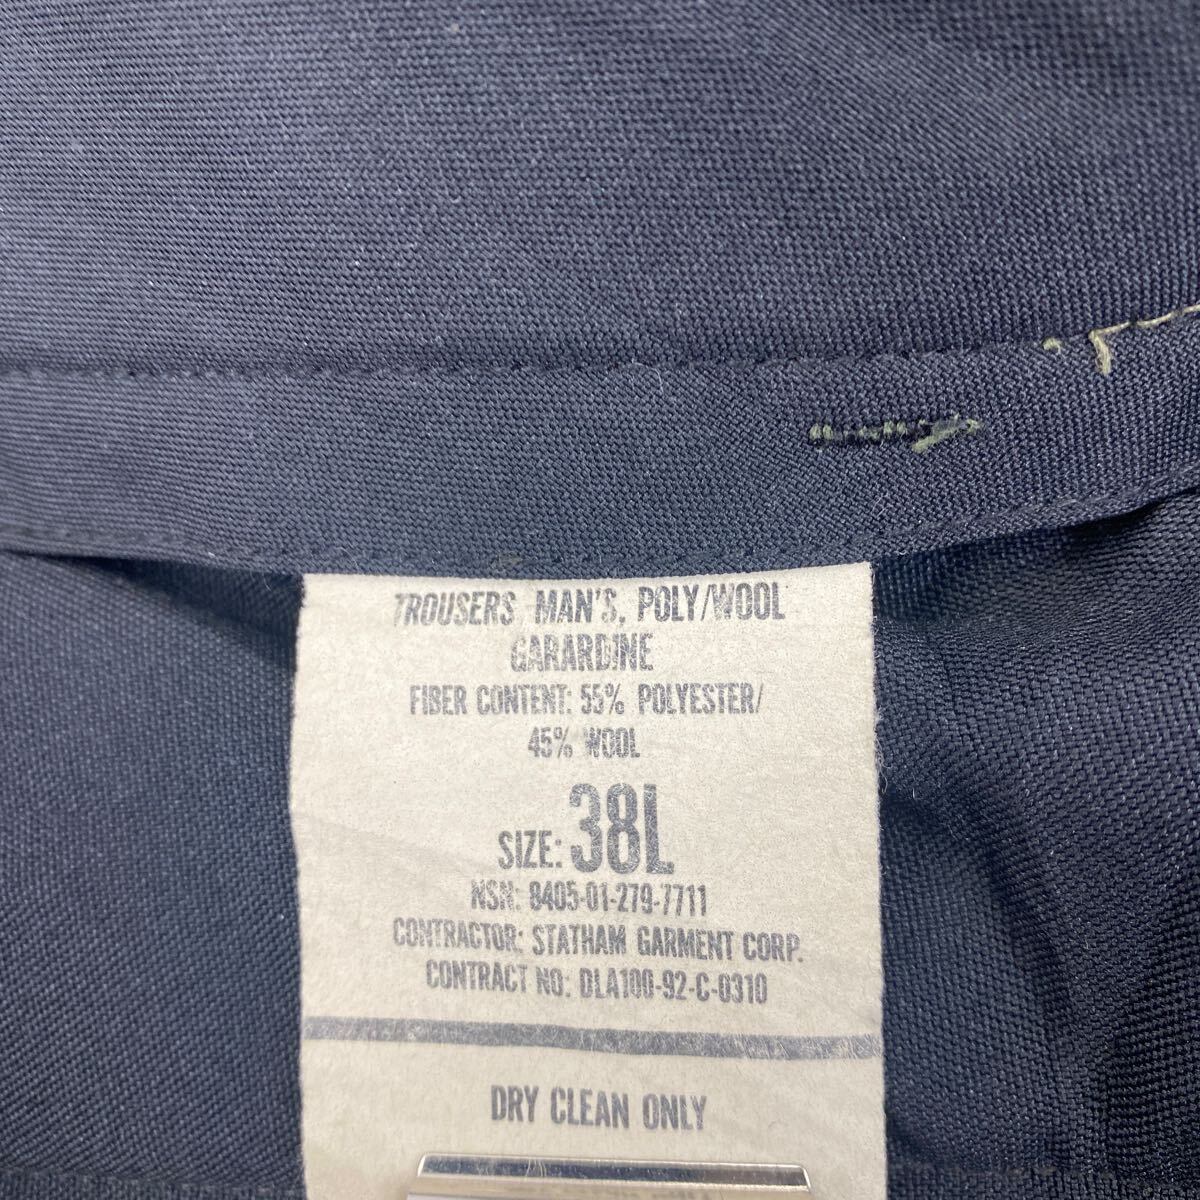 TROUSERS, MAN'S, POLY/WOOL
GARARDINE
FIBER CONTENT: 55% POLYESTER/
45% WOOL
SIZE: 38L
NSN: 8405-01-279-7711
CONTRACTOR: STATHAM GARMENT CORP.
CONTRACT NO: DLA100-92-C-0310
DRY CLEAN ONLY